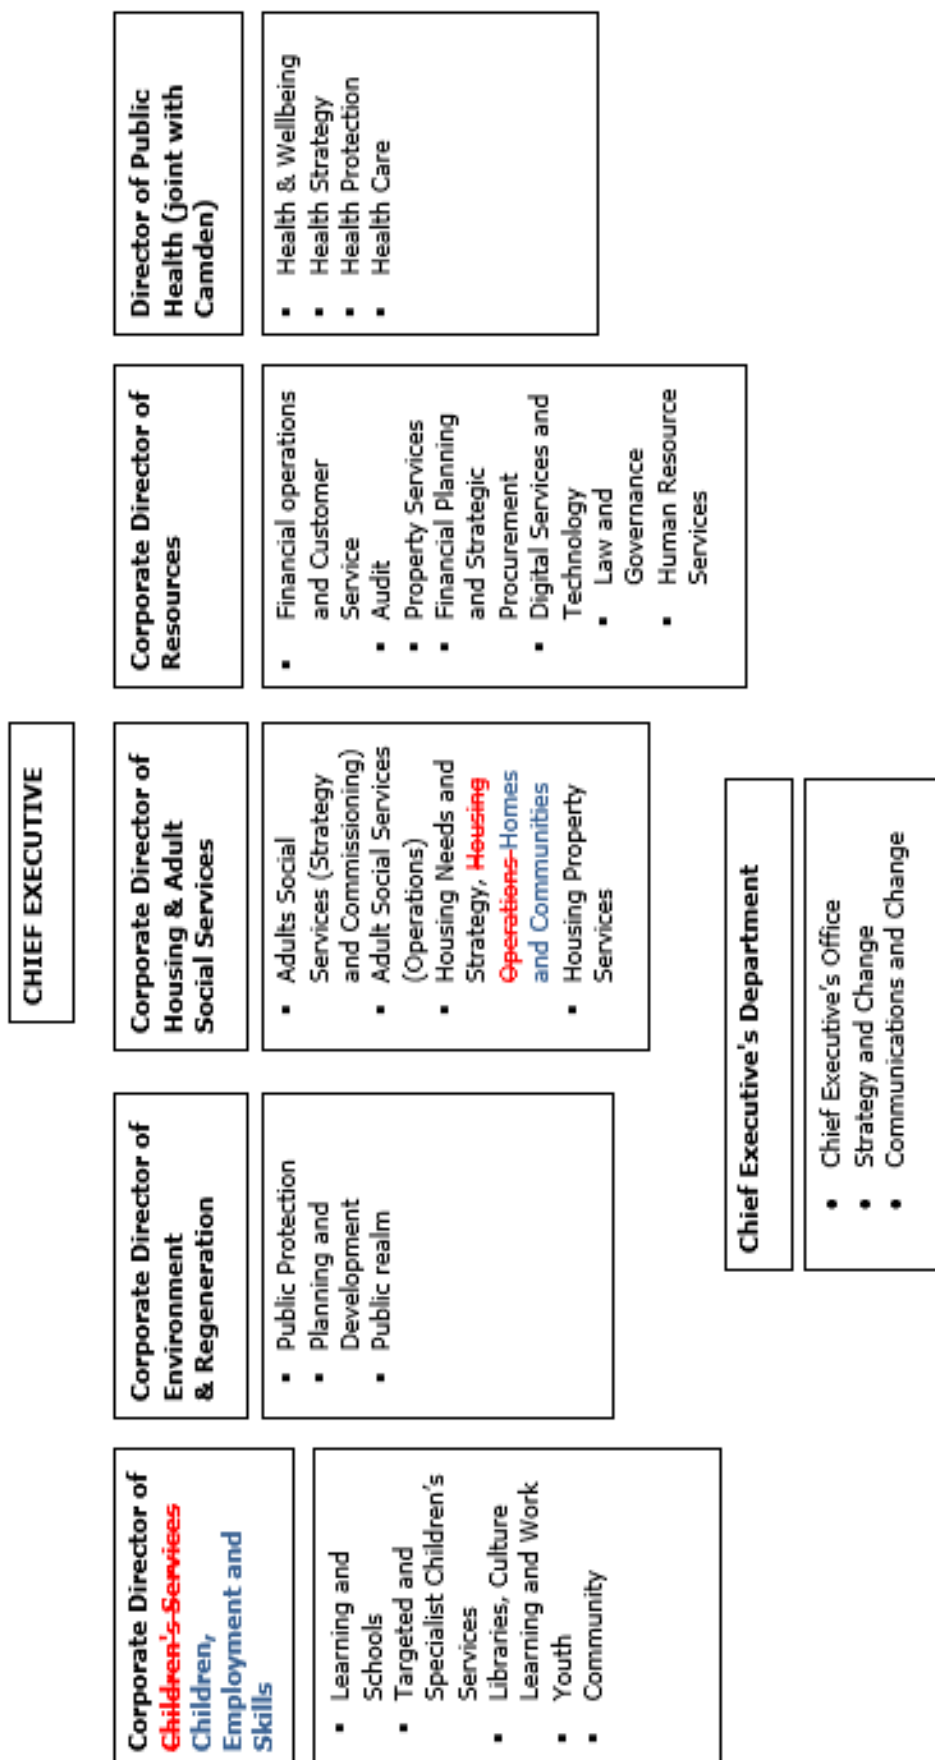 CHIEF EXECUTIVE
Corporate Director of
Children's Services
Children,
Employment and
Skills
Learning and
Schools
Targeted and
Specialist Children's
Services
Libraries, Culture
Learning and Work
Youth
Community
Corporate Director of
Environment
& Regeneration
Public Protection
Planning and
Development
Public realm
Corporate Director of
Housing & Adult
Social Services
Adults Social
Services (Strategy
and Commissioning)
Adult Social Services
(Operations)
Housing Needs and
Strategy, Housing
Operations Homes
and Communities
Housing Property
Services
Corporate Director of
Resources
Financial operations
and Customer
Service
Audit
Property Services
Financial Planning
and Strategic
Procurement
Digital Services and
Technology
Law and
Governance
Human Resource
Services
Director of Public
Health (joint with
Camden)
Health & Wellbeing
Health Strategy
Health Protection
Health Care
Chief Executive's Department
Chief Executive's Office
Strategy and Change
Communications and Change